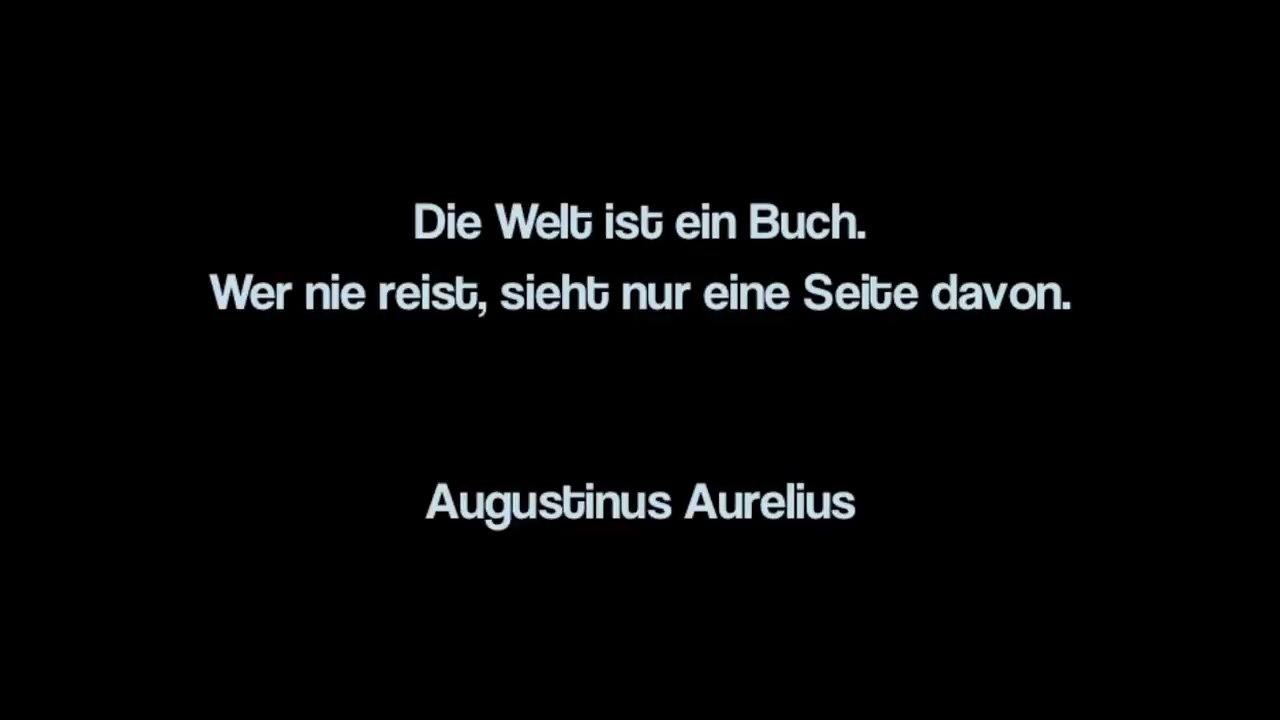 Die Welt ist ein Buch.
Wer nie reist, sieht nur eine Seite davon.
Augustinus Aurelius